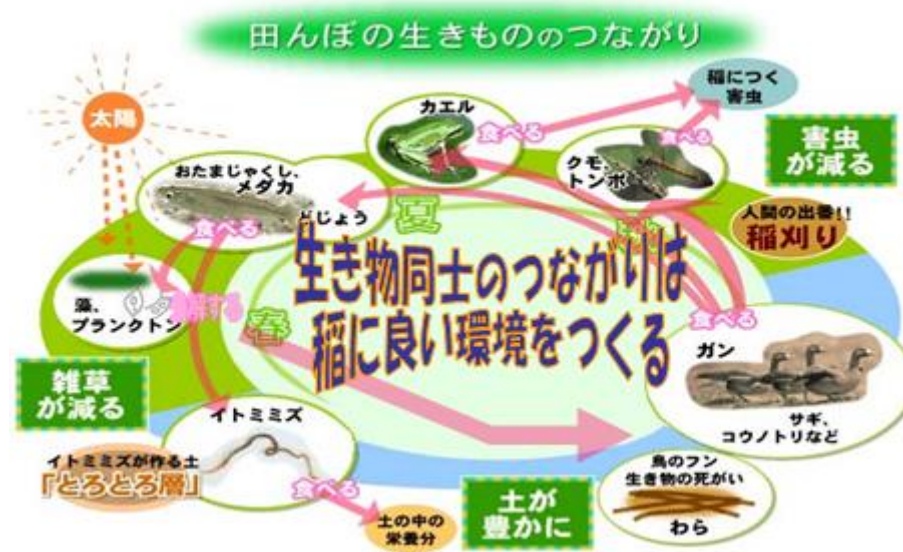 田んぼの生きもののつながり
太陽
カエル
食べる
稲につく
害虫
食べる
クモ、
トンボ
害虫
が減る
おたまじゃくし、
メダカ
どじょう
食べる
夏
人間の出番!!
稲刈り
生き物同士のつながりは
稲に良い環境をつくる
藻、
プランクトン
春
食べる
ガン
サギ、
コウノトリなど
雑草
が減る
イトミミズ
イトミミズが作る土
「とろとろ層」
食べる
土の中の
栄養分
土が
豊かに
鳥のフン
生き物の死がい
わら